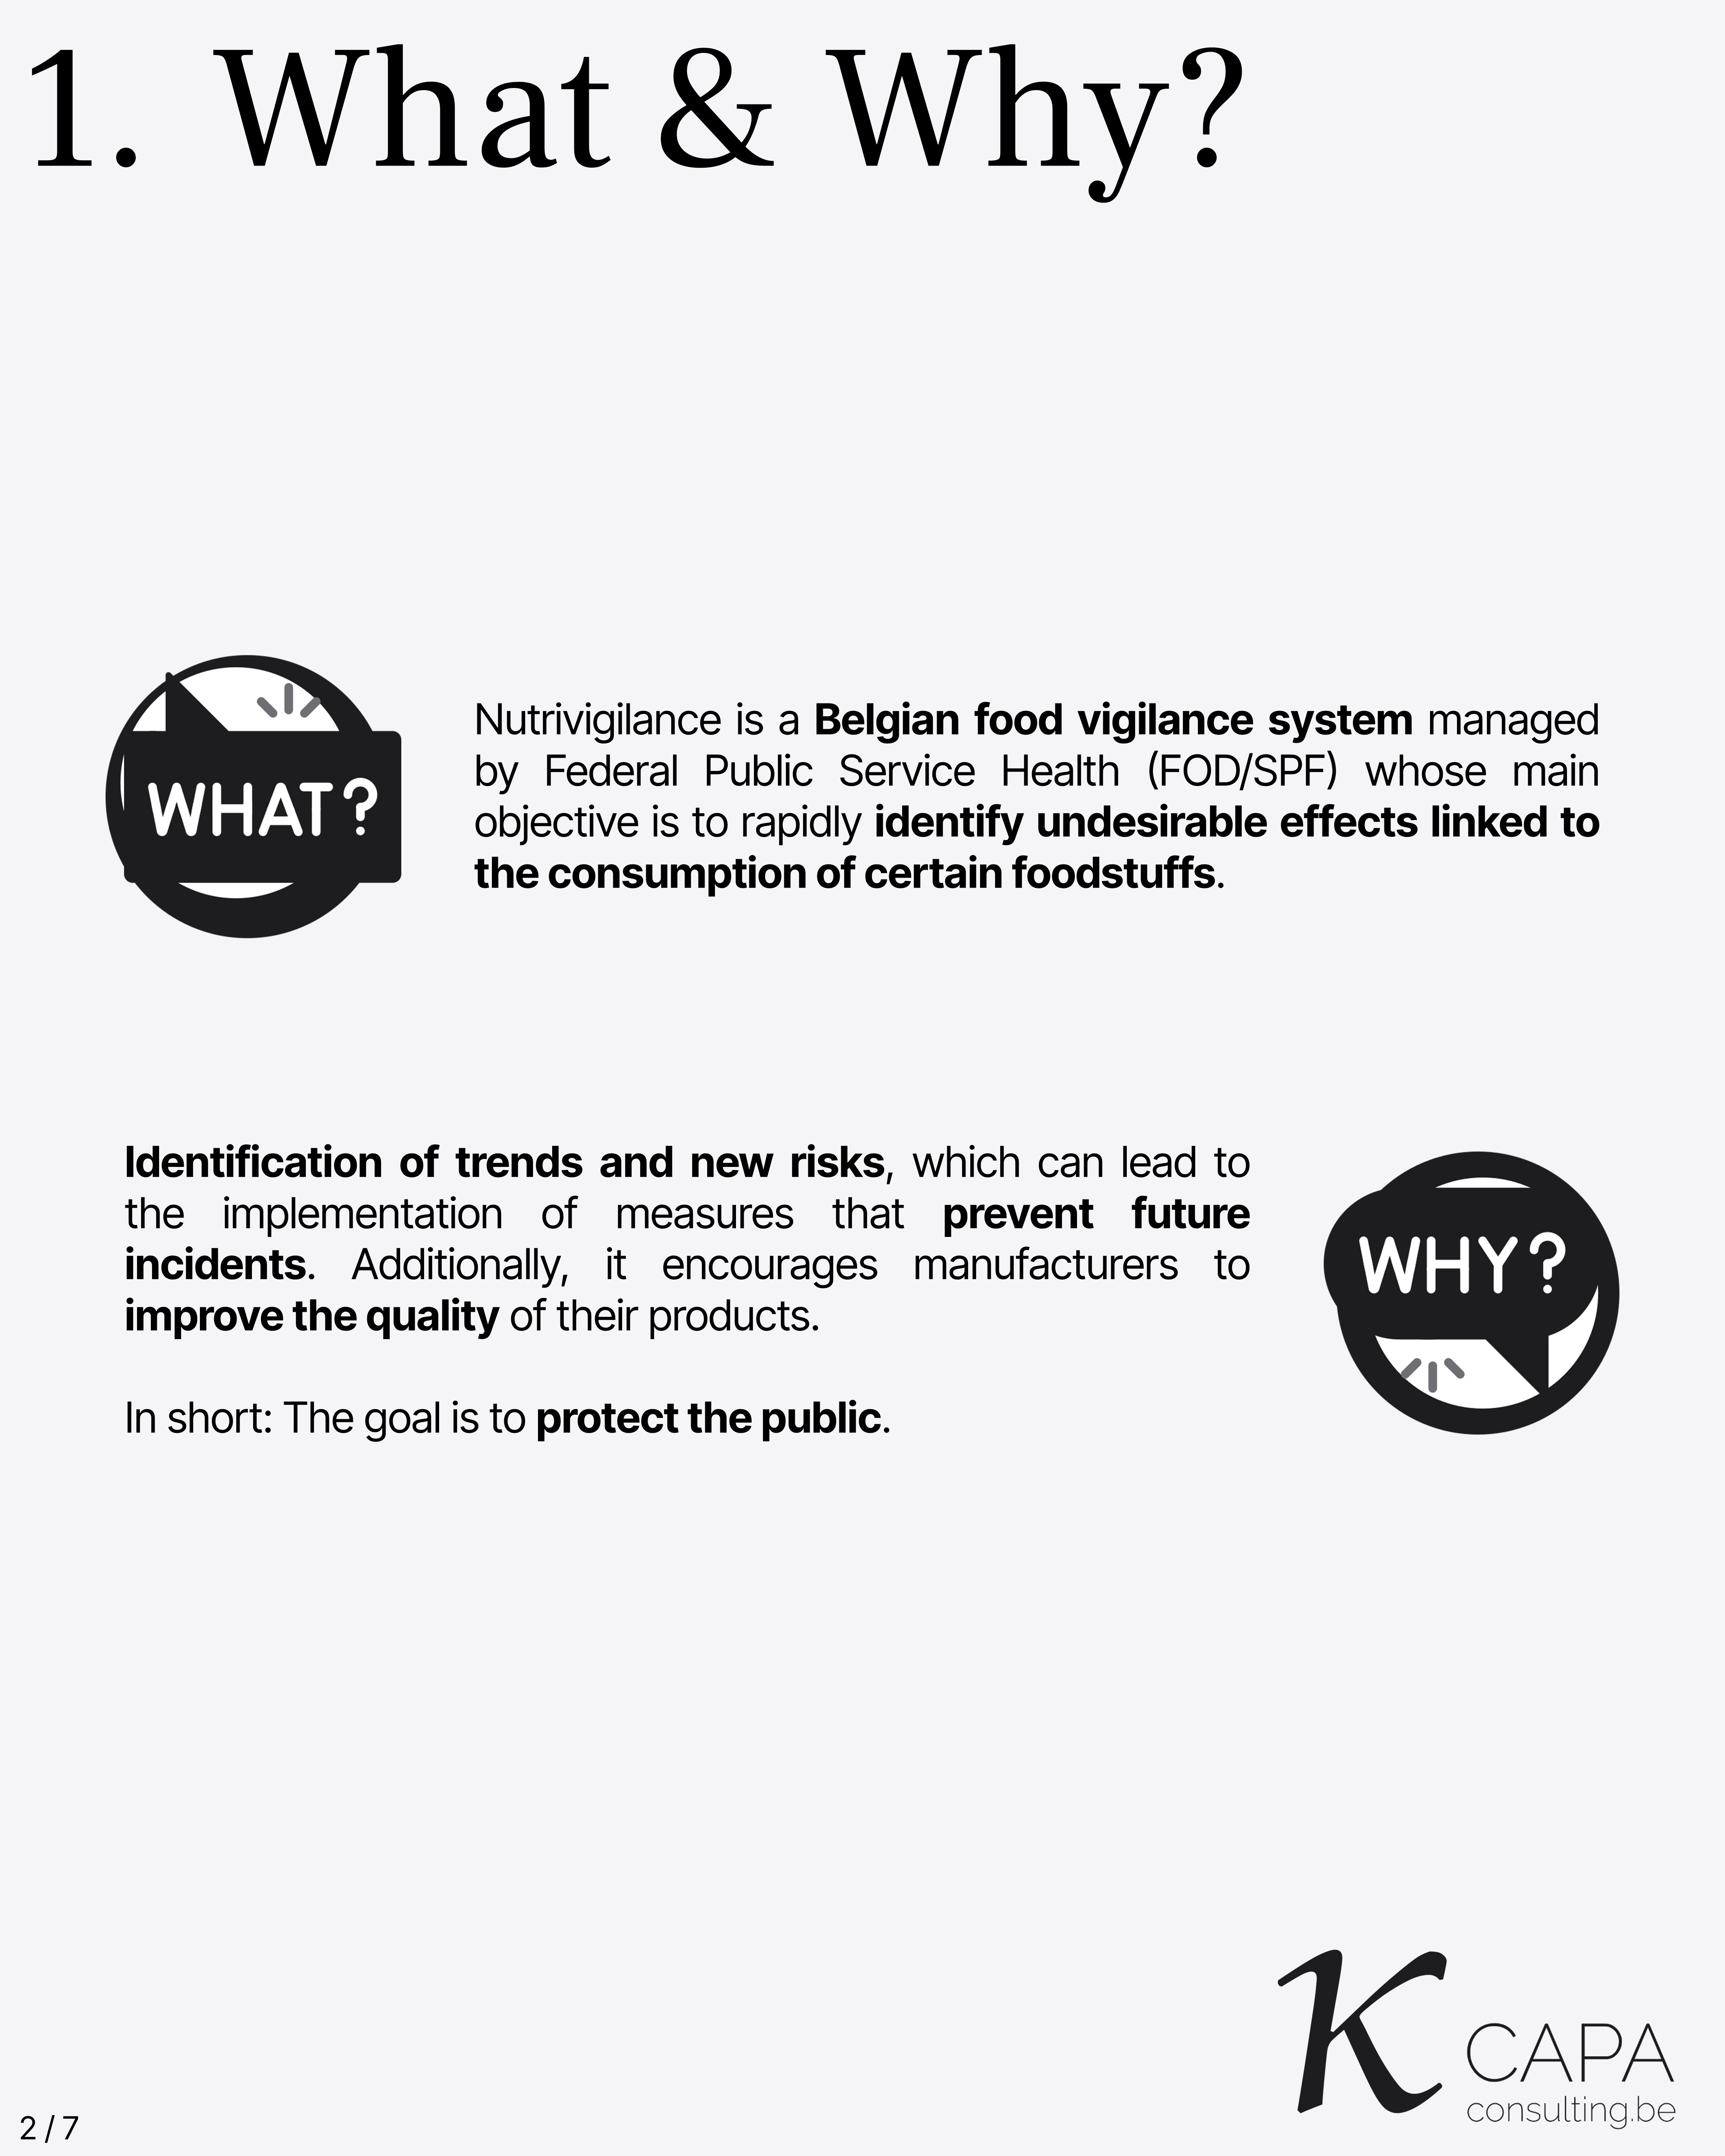 1. What & Why?
WHAT?
Nutrivigilance is a Belgian food vigilance system managed
by Federal Public Service Health (FOD/SPF) whose main
objective is to rapidly identify undesirable effects linked to
the consumption of certain foodstuffs.
Identification of trends and new risks, which can lead to
the implementation of measures that prevent future
incidents. Additionally, it encourages manufacturers to
improve the quality of their products.
In short: The goal is to protect the public.
WHY?
K CAPA
consulting.be
2 / 7